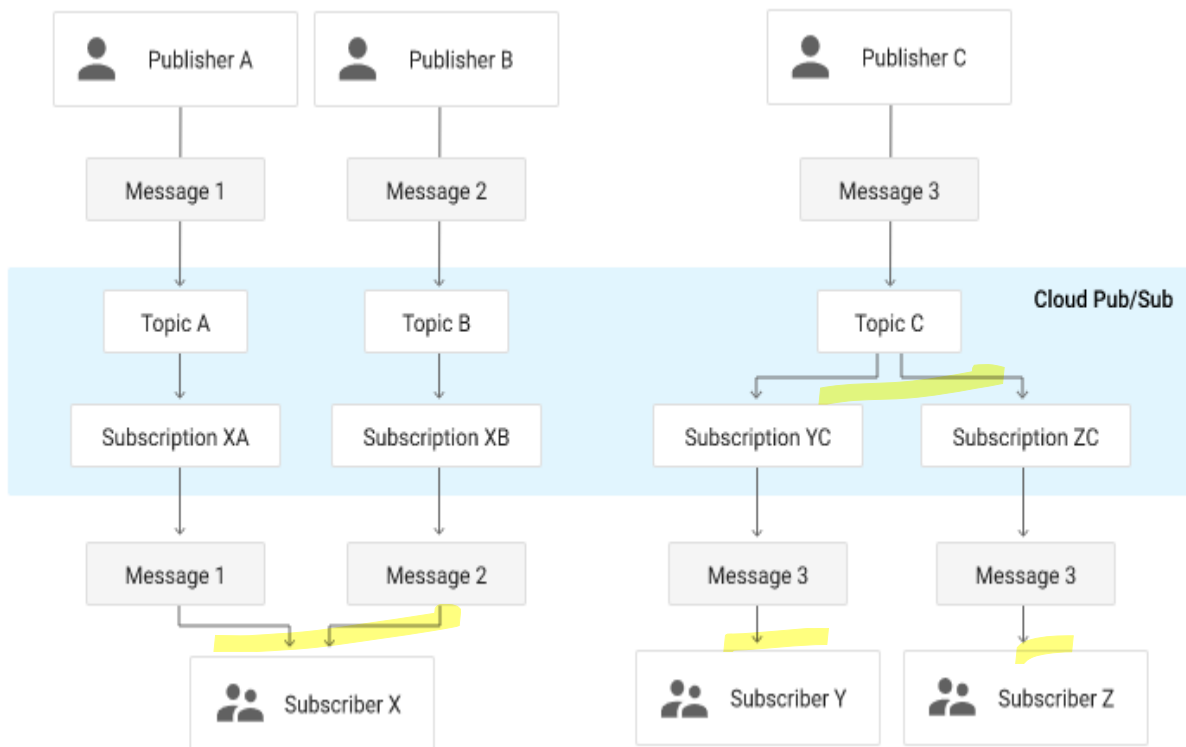 Publisher A
Publisher B
Publisher C
Message 1
Message 2
Message 3
Cloud Pub/Sub
Topic A
Topic B
Topic C
Subscription XA
Subscription XB
Subscription YC
Subscription ZC
Message 1
Message 2
Message 3
Message 3
Subscriber X
Subscriber Y
Subscriber Z